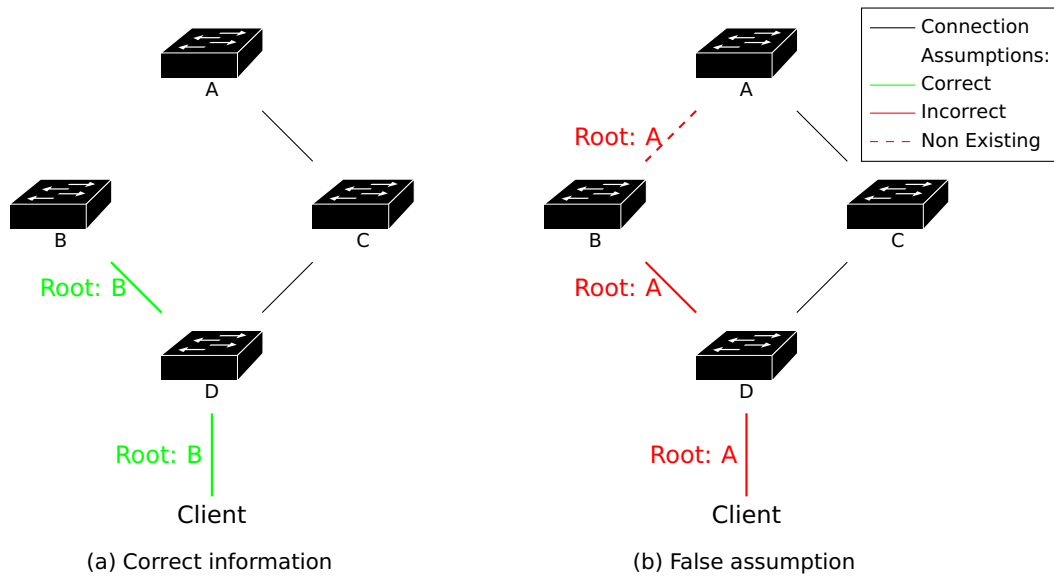 A
B
C
Root: B
D
Root: B
Client
(a) Correct information
A
Root: A
B
C
Root: A
D
Root: A
Client
(b) False assumption
Connection
Assumptions:
Correct
Incorrect
Non Existing